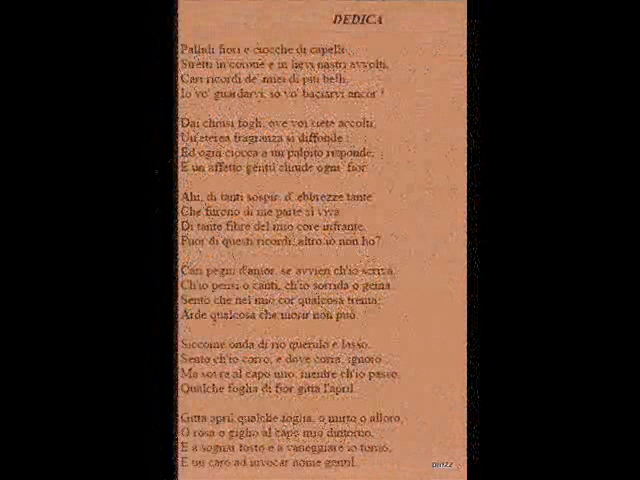 DEDICA
Pallidi fiori e ciocche di capelli
Stretti in corone e in lievi nastri avvolti,
Cari ricordi de' miei dì più belli,
Io vo' guardarvi, io vo' baciarvi ancor!
Dai chiusi fogli, ove voi siete accolti,
Un'eterea fragranza si diffonde;
Ed ogni ciocca a un palpito risponde,
E un affetto gentil chiude ogni fior
Ahi, di tanti sospir, d'ebbrezze tante
Che furono di me parte sì viva
Di tante fibre del mio core infrante,
Fuor di questi ricordi, altro io non ho?
Cari pegni d'amor, se avvien ch'io scriva,
Ch'io pensi o canti, ch'io sorrida o gema,
Sento che nel mio cor qualcosa trema,
Arde qualcosa che morir non può
Siccome onda di rio querulo e lasso,
Sento ch'io corro, e dove corra, ignoro
Ma sovra al capo mio, mentre ch'io passo,
Qualche foglia di fior gitta l'april
Gitta april qualche foglia, o mirto o alloro,
O rosa o giglio al capo mio dintorno,
E a sognar tosto e a vaneggiare io torno,
E un caro ad invocar nome gentil.